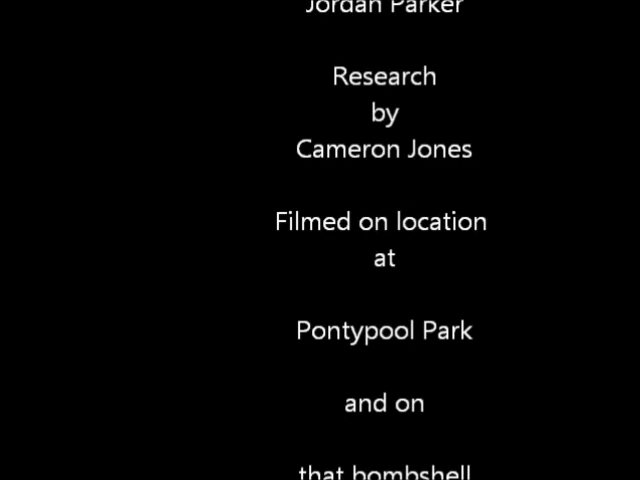 Jordan Parker
Research
by
Cameron Jones
Filmed on location
at
Pontypool Park
and on
that bombshell